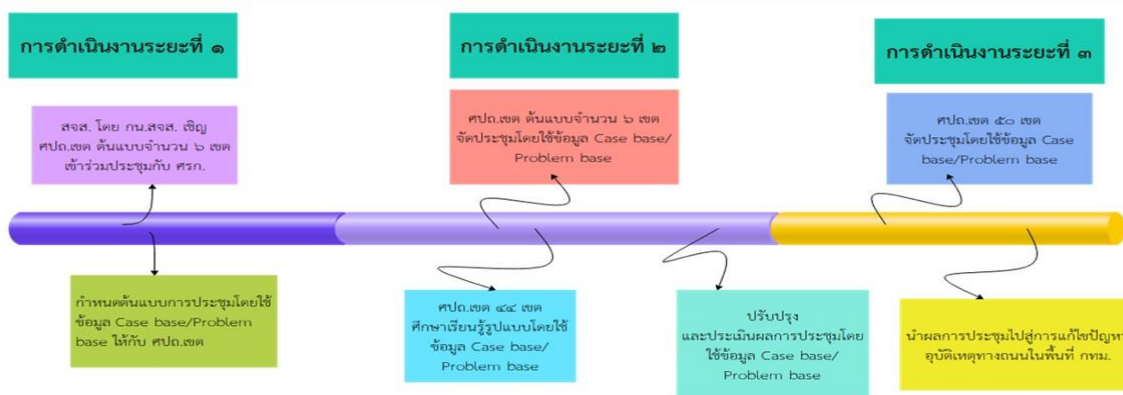 การดำเนินงานระยะที่ ๑
การดำเนินงานระยะที่ ๒
การดำเนินงานระยะที่ ๓
สจส. โดย กน.สจส. เชิญ
ศปถ.เขต ต้นแบบจำนวน ๖ เขต
เข้าร่วมประชุมกับ ศรก.
ศปถ.เขต ต้นแบบจำนวน ๖ เขต
จัดประชุมโดยใช้ข้อมูล Case base/
Problem base
ศปถ.เขต ๕๐ เขต
จัดประชุมโดยใช้ข้อมูล Case
base/Problem base
กำหนดต้นแบบการประชุมโดยใช้
ข้อมูล Case base/Problem
base ให้กับ ศปถ.เขต
ศปถ.เขต ๔๔ เขต
ศึกษาเรียนรู้รูปแบบโดยใช้
ข้อมูล Case base/
Problem base
ปรับปรุง
และประเมินผลการประชุมโดย
ใช้ข้อมูล Case base/
Problem base
นำผลการประชุมไปสู่การแก้ไขปัญหา
อุบัติเหตุทางถนนในพื้นที่ กทม.